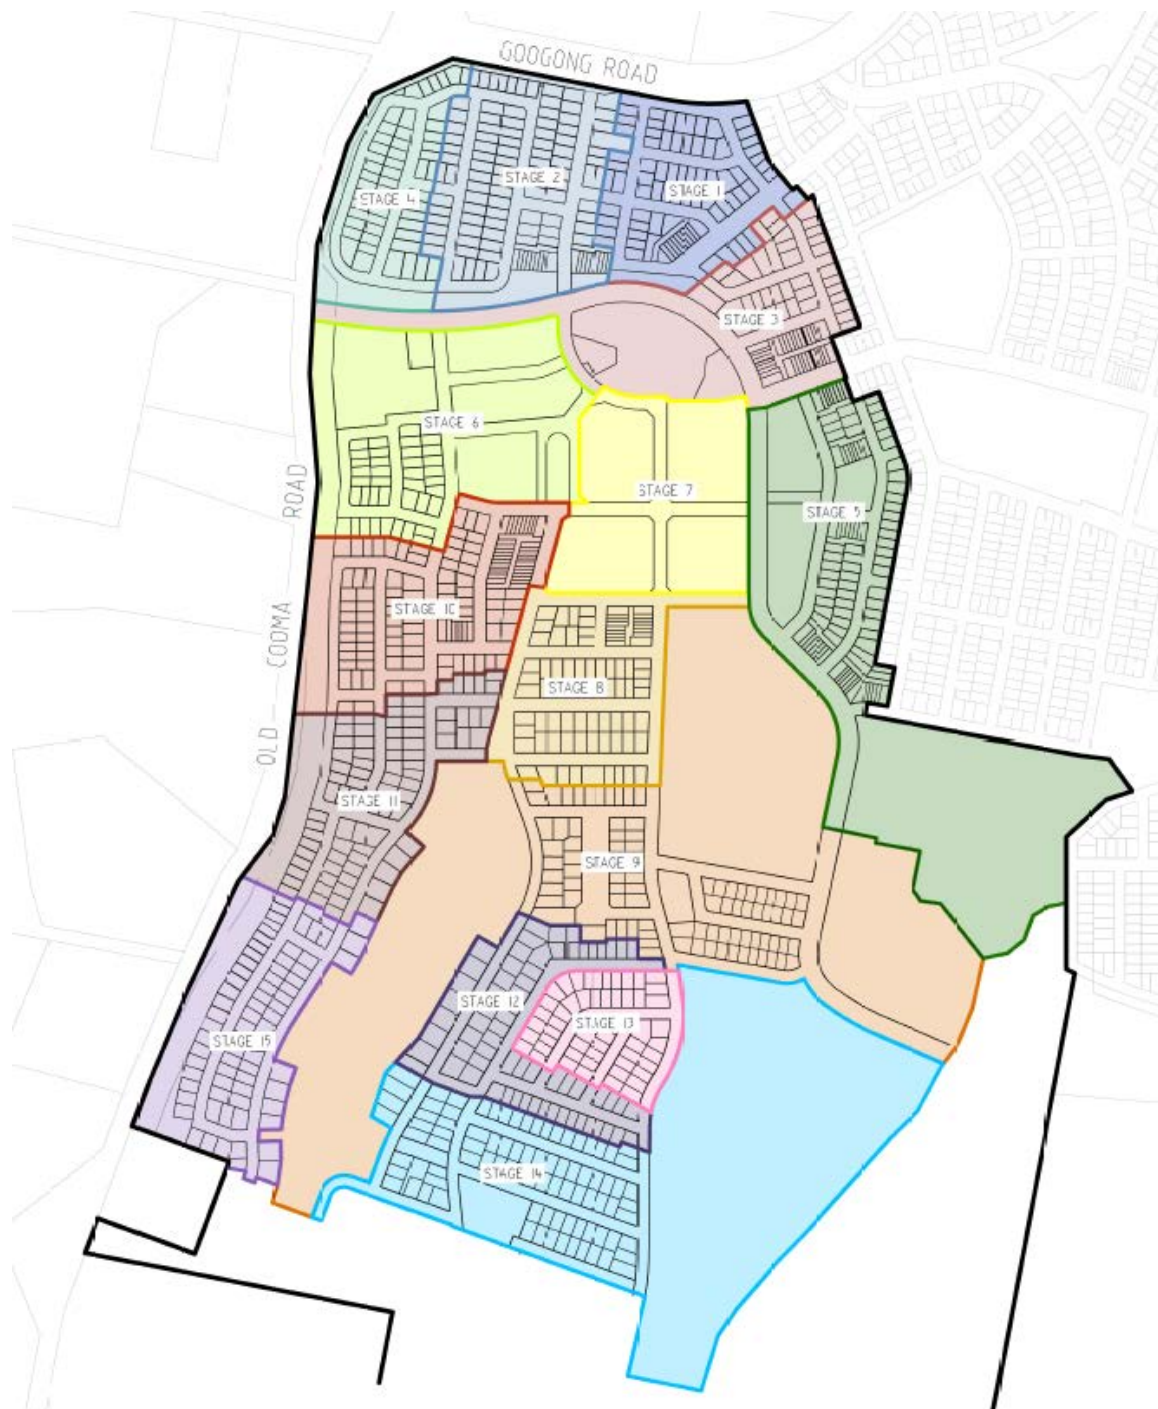 GOOGONG ROAD
STAGE 2
STAGE 1
STAGE 4
STAGE 3
STAGE 6
STAGE 7
STAGE 5
OLD COOMA ROAD
STAGE 10
STAGE 8
STAGE 11
STAGE 9
STAGE 12
STAGE 13
STAGE 15
STAGE 14